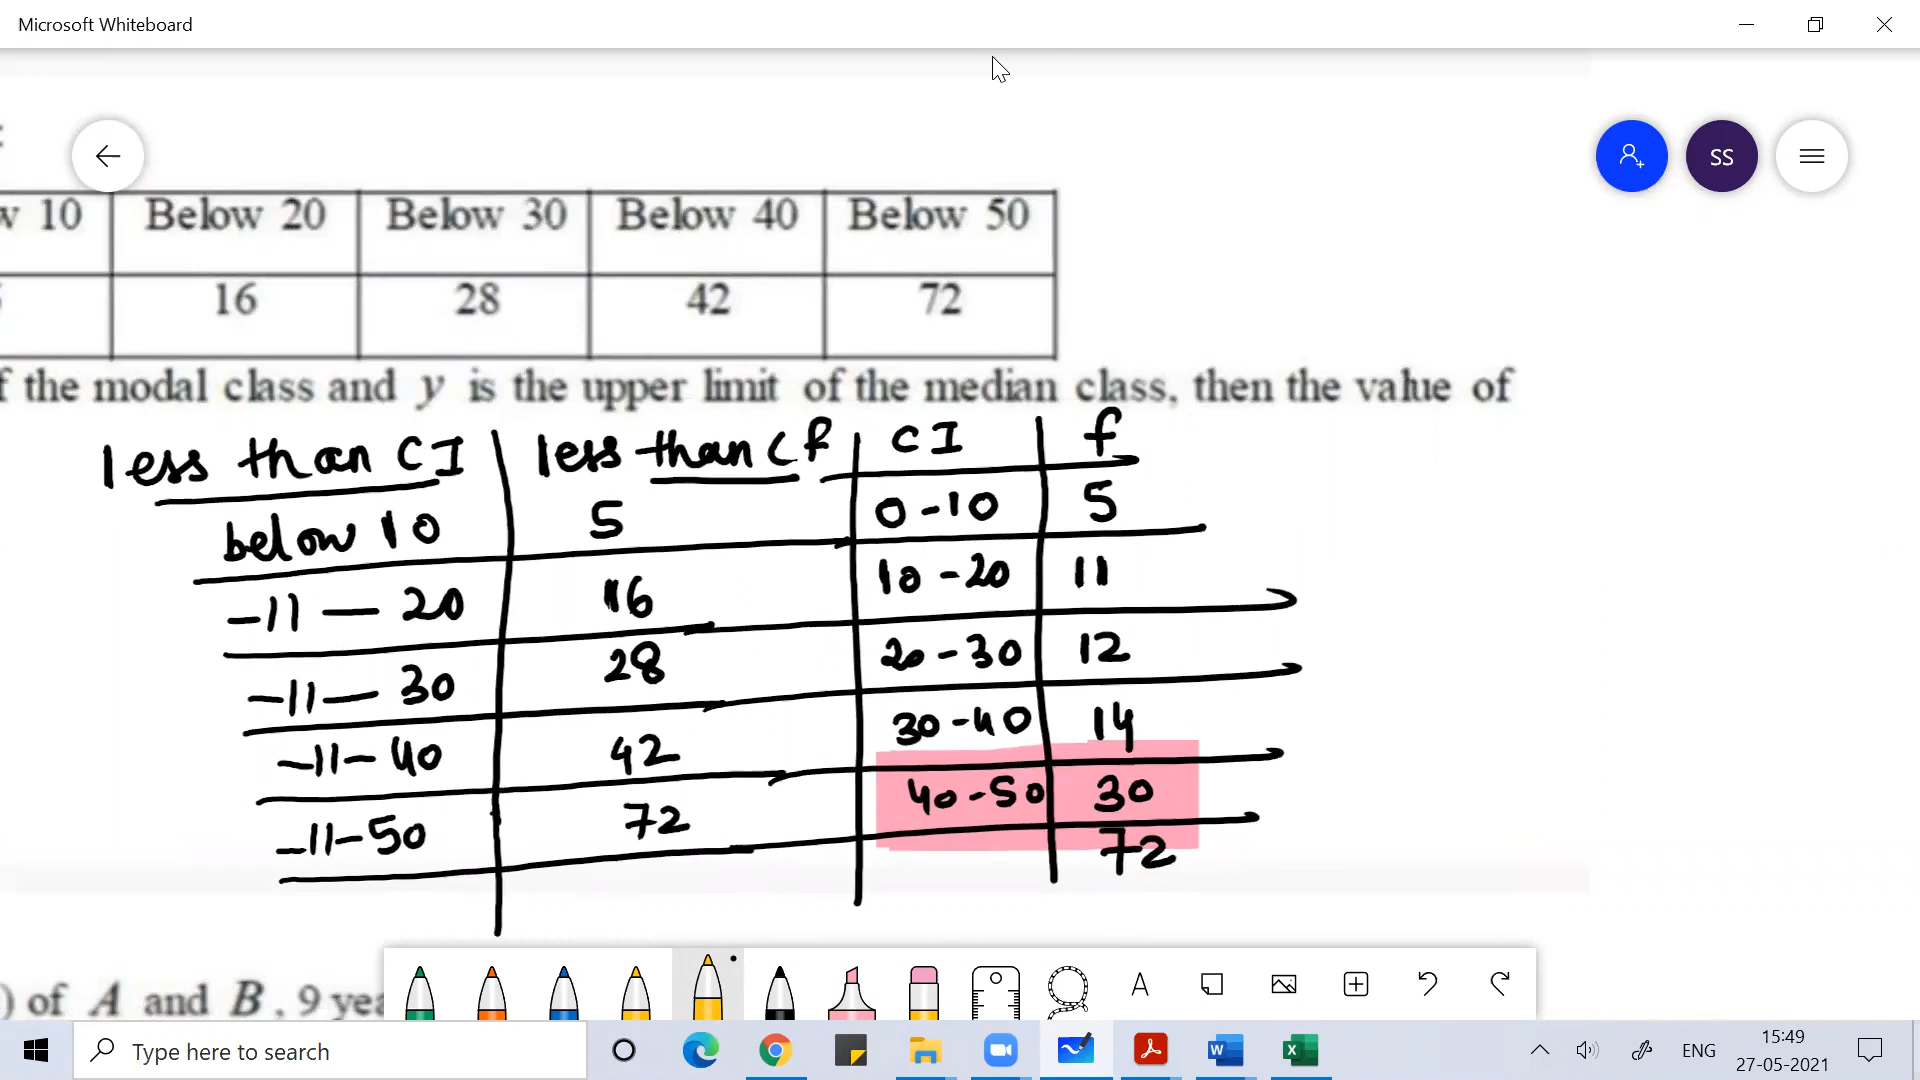 Microsoft Whiteboard
SS
w 10 Below 20 Below 30 Below 40 Below 50
16 28 42 72
f the modal class and y is the upper limit of the median class, then the value of
less than CI less than cf CI f
below 10 5 0-10 5
-11- 20 16 10-20 11
-11- 30 28 20-30 12
-11- 40 42 30-40 14
-11-50 72 40-50 30
72
) of A and B, 9 yea
Type here to search
ENG
15:49
27-05-2021